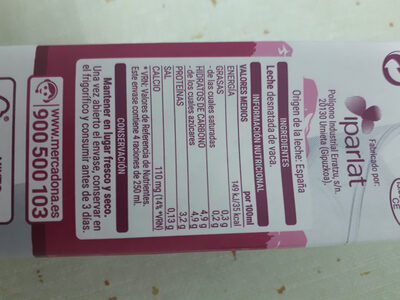 Fabricado por:
iparlat
Polígono Industrial Erratzu, s/n.
20130 Urnieta (Gipuzkoa).
Origen de la leche: España
INGREDIENTES
Leche desnatada de vaca.
INFORMACIÓN NUTRICIONAL
VALORES MEDIOS por 100ml
ENERGÍA 149 kJ/35 kcal
GRASAS 0,3 g
- de las cuales saturadas 0,2 g
HIDRATOS DE CARBONO 4,9 g
- de los cuales azúcares 4,9 g
PROTEÍNAS 3,2 g
SAL 0,13 g
CALCIO 110 mg (14% *VRN)
* VRN: Valores de Referencia de Nutrientes.
Este envase contiene 4 raciones de 250 ml.
CONSERVACIÓN
Mantener en lugar fresco y seco.
Una vez abierto el envase, conservar en
el frigorífico y consumir antes de 3 días.
www.mercadona.es
900 500 103
CE